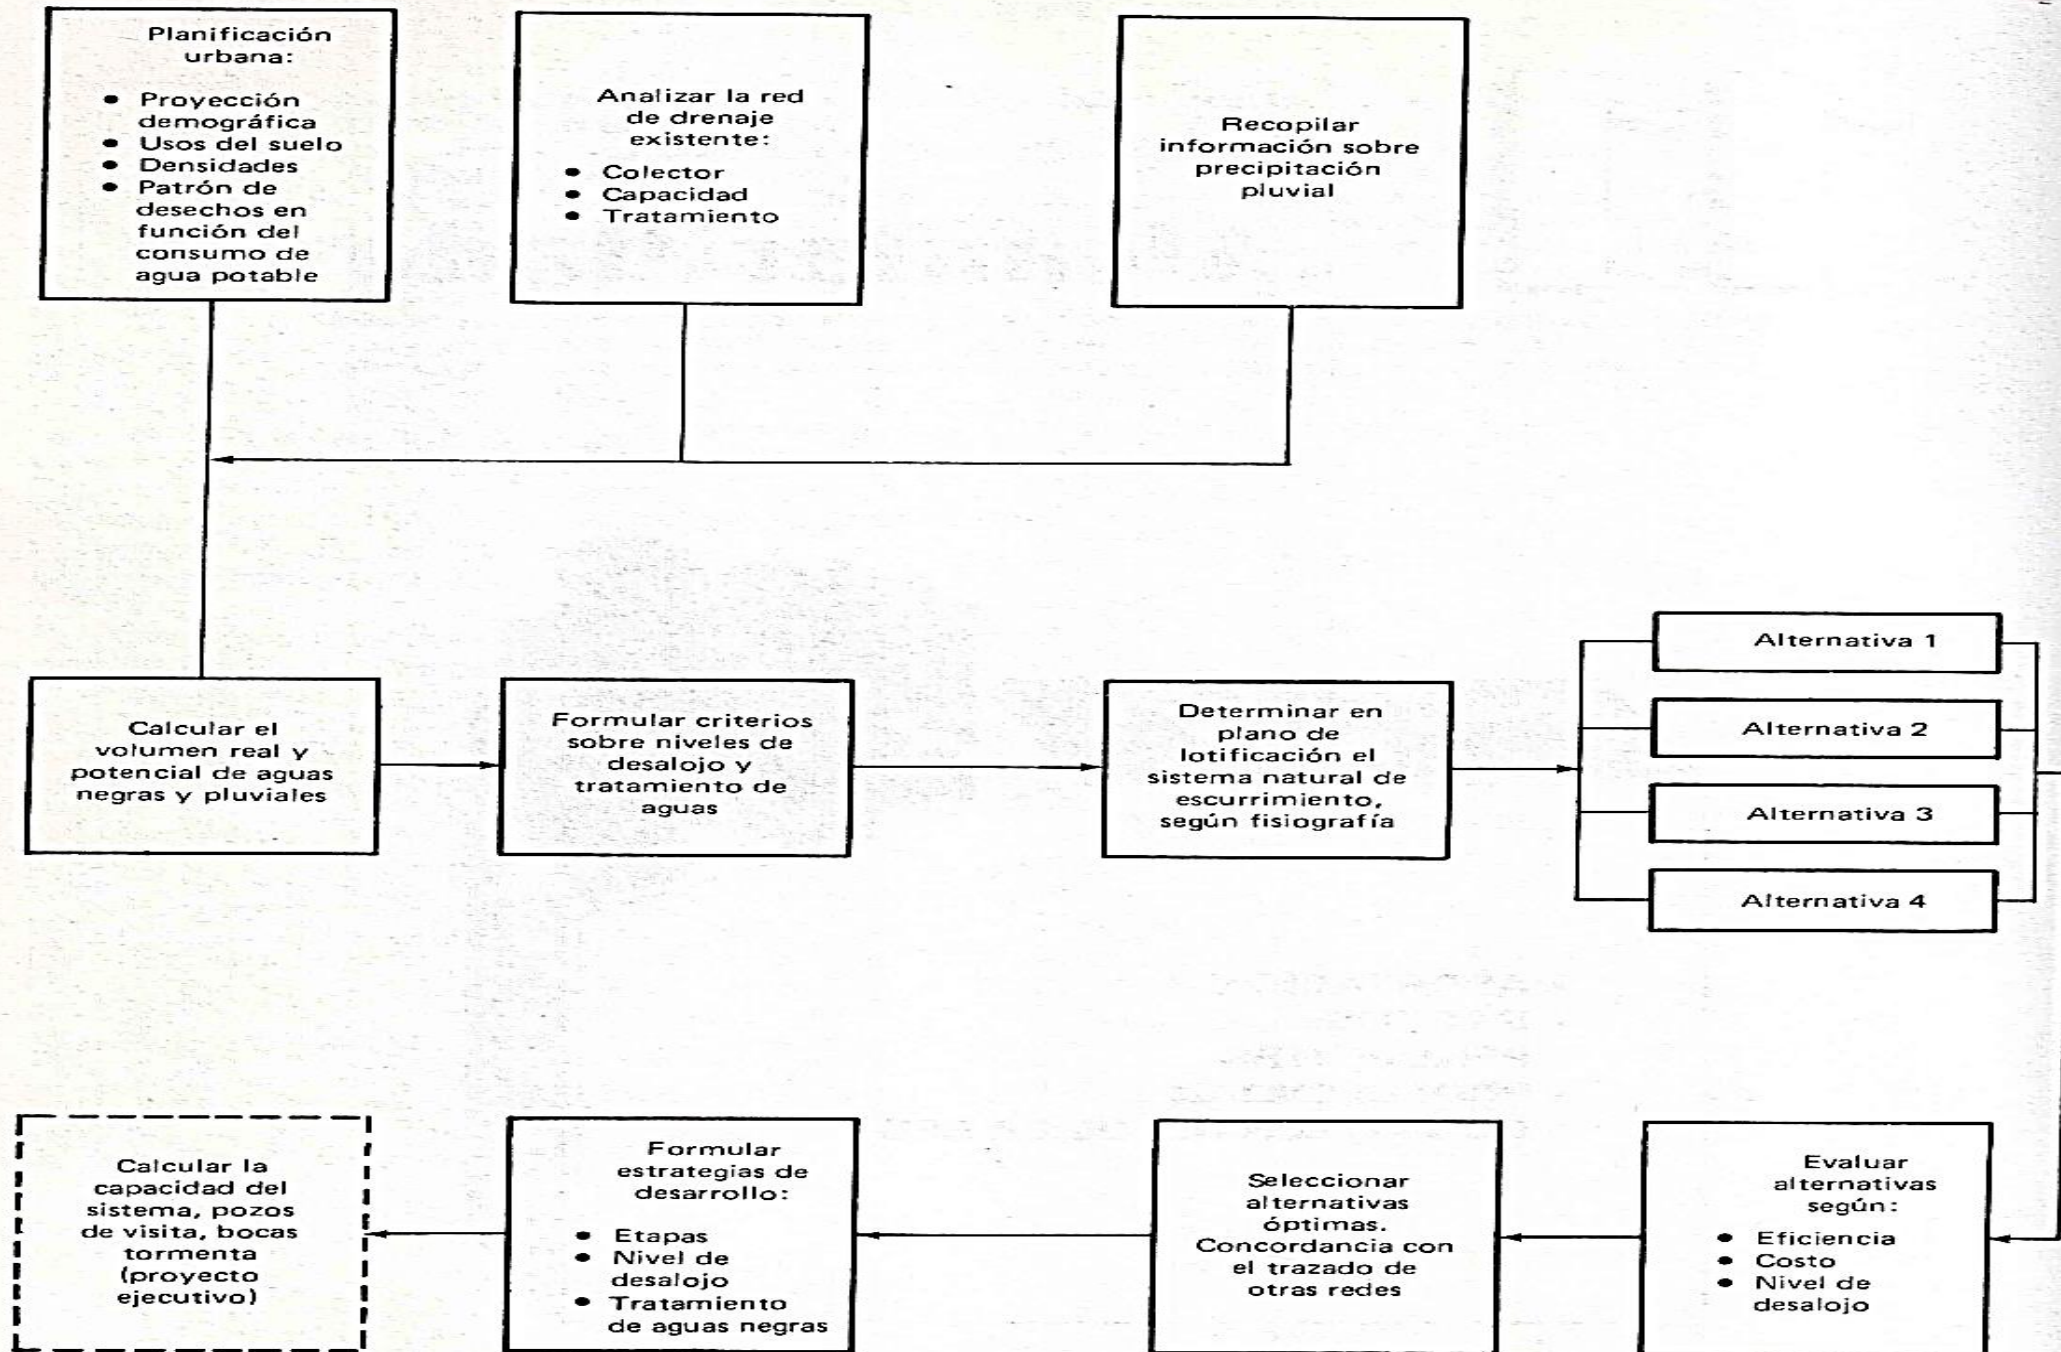 Planificación
urbana:
• Proyección
demográfica
• Usos del suelo
• Densidades
• Patrón de
desechos en
función del
consumo de
agua potable
Analizar la red
de drenaje
existente:
• Colector
• Capacidad
• Tratamiento
Recopilar
información sobre
precipitación
pluvial
Calcular el
volumen real y
potencial de aguas
negras y pluviales
Formular criterios
sobre niveles de
desalojo y
tratamiento de
aguas
Determinar en
plano de
lotificación el
sistema natural de
escurrimiento,
según fisiografía
Alternativa 1
Alternativa 2
Alternativa 3
Alternativa 4
Evaluar
alternativas
según:
• Eficiencia
• Costo
• Nivel de
desalojo
Seleccionar
alternativas
óptimas.
Concordancia con
el trazado de
otras redes
Formular
estrategias de
desarrollo:
• Etapas
• Nivel de
desalojo
• Tratamiento
de aguas negras
Calcular la
capacidad del
sistema, pozos
de visita, bocas
tormenta
(proyecto
ejecutivo)